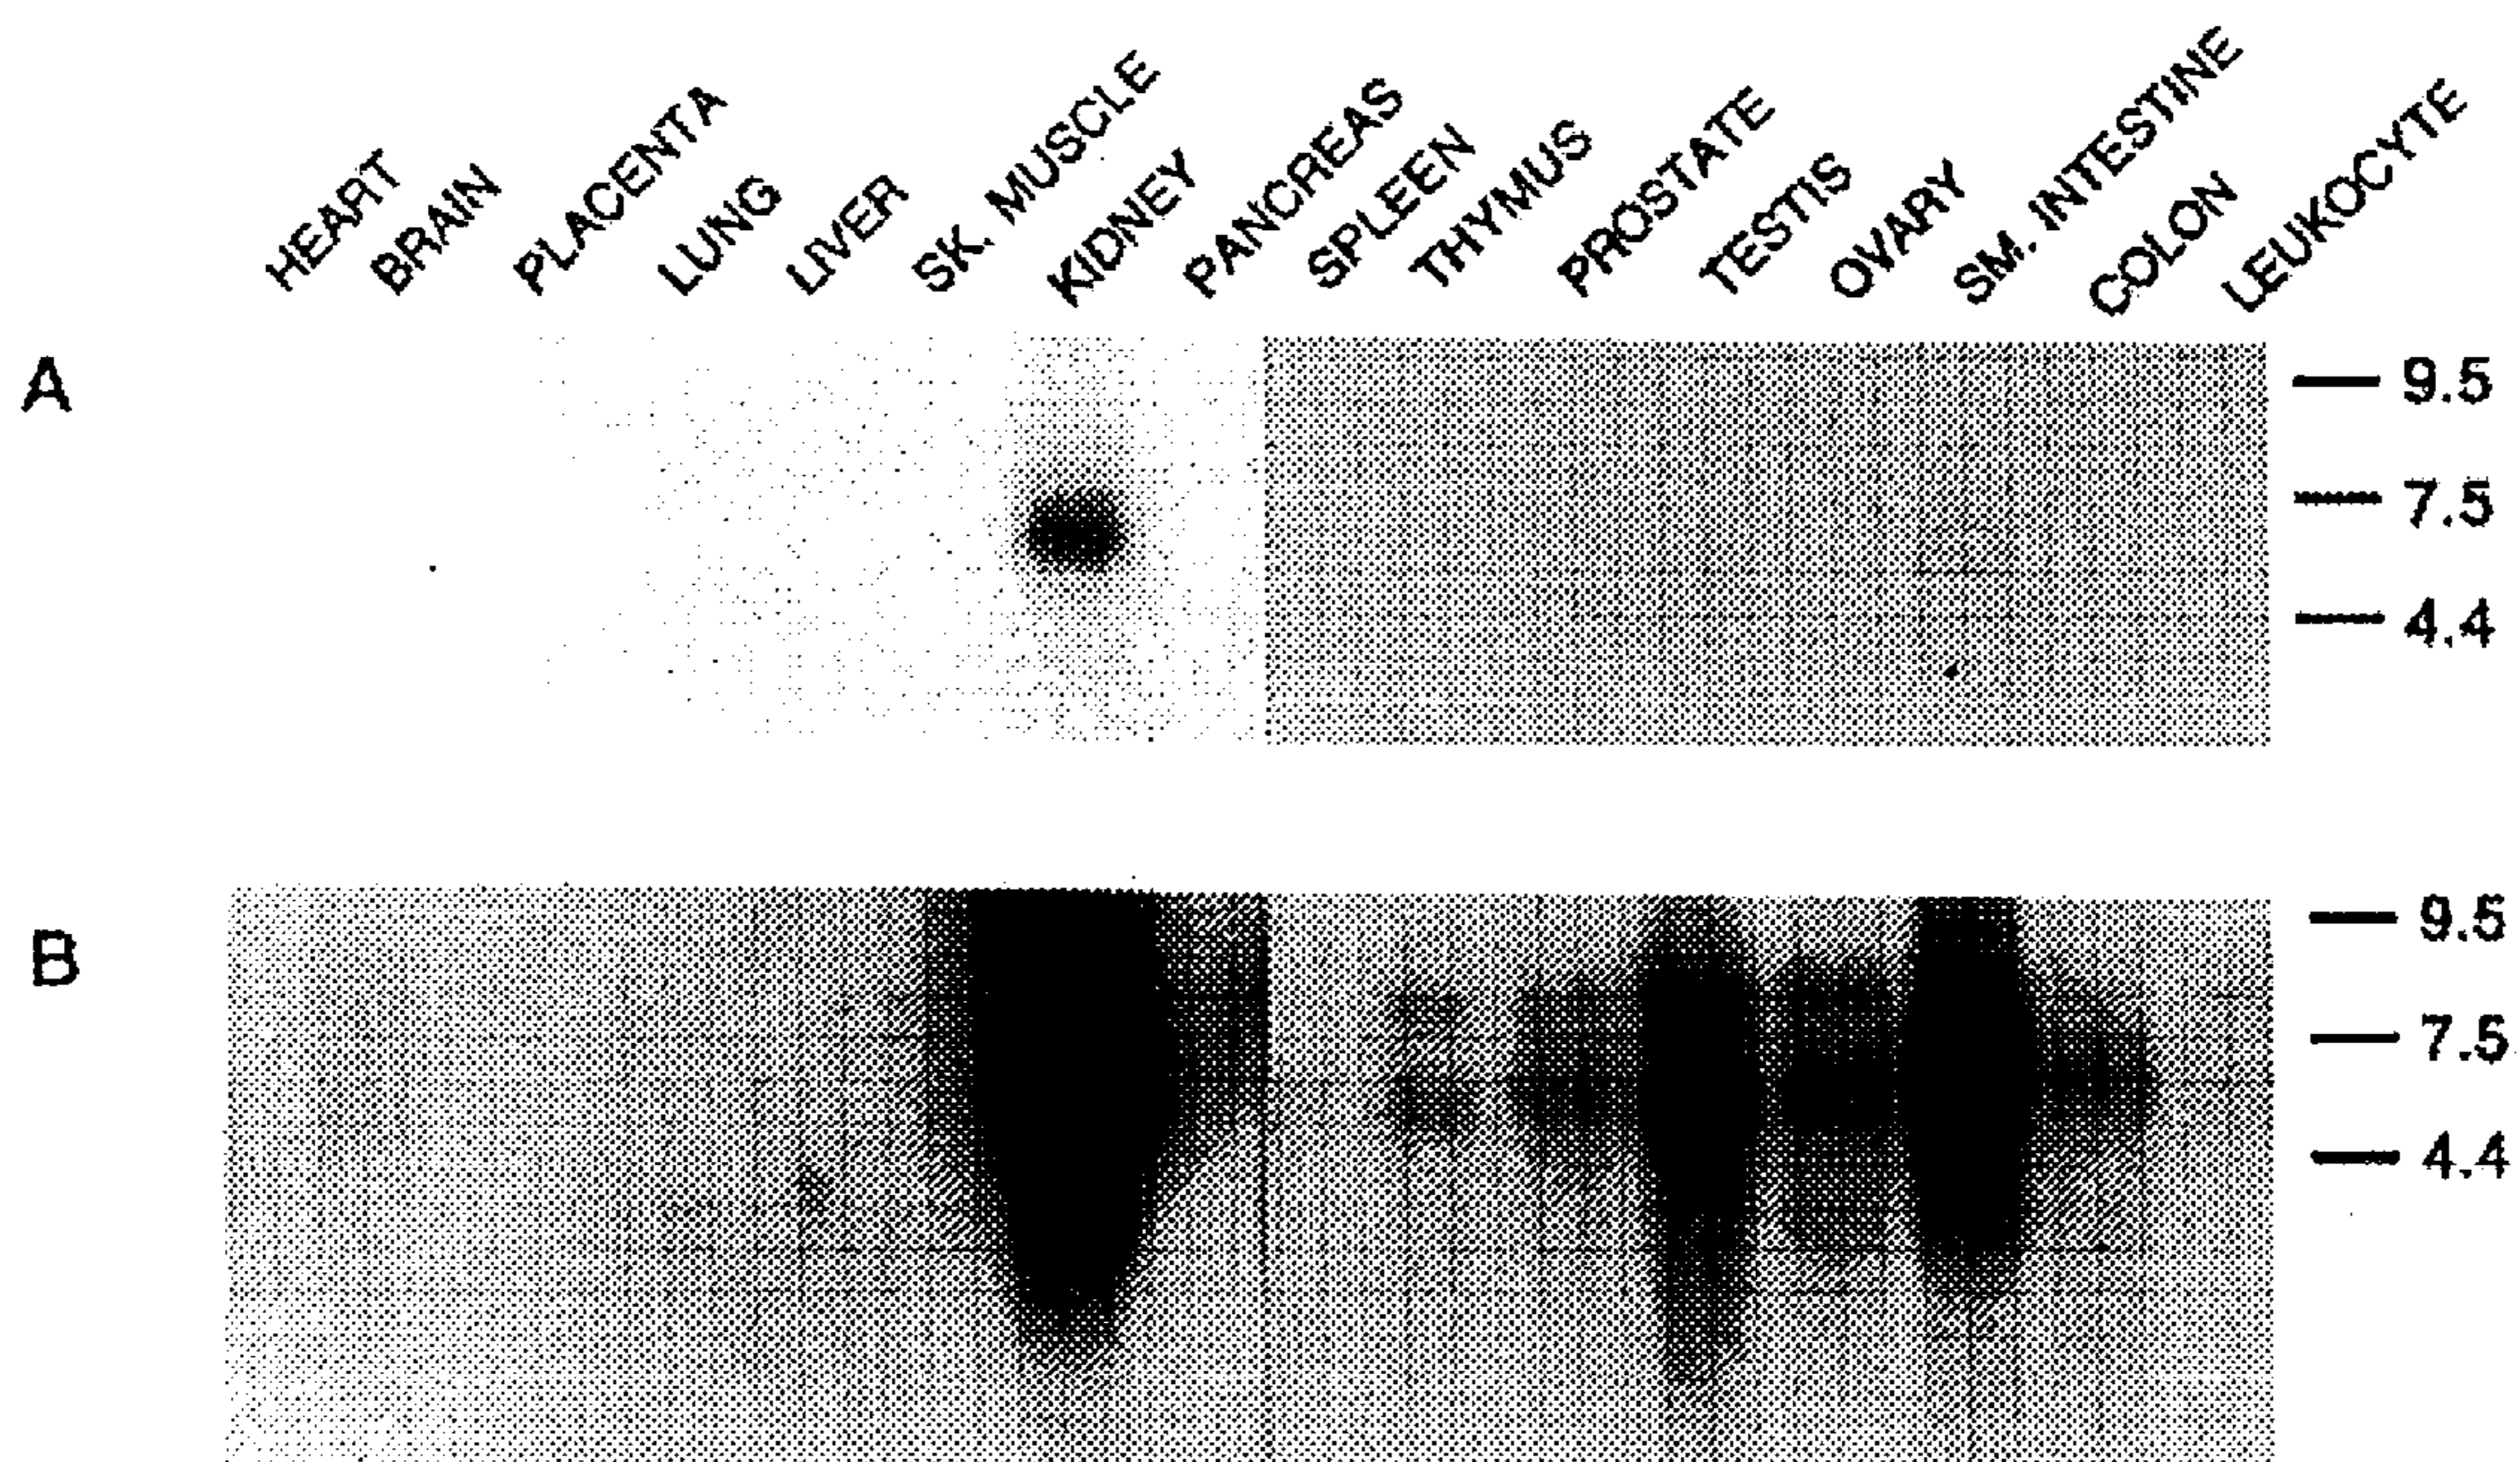 HEART BRAIN PLACENTA LUNG LIVER SK. MUSCLE KIDNEY PANCREAS SPLEEN THYMUS PROSTATE TESTIS OVARY SM. INTESTINE COLON LEUKOCYTE
A
9.5
7.5
4.4
B
9.5
7.5
4.4